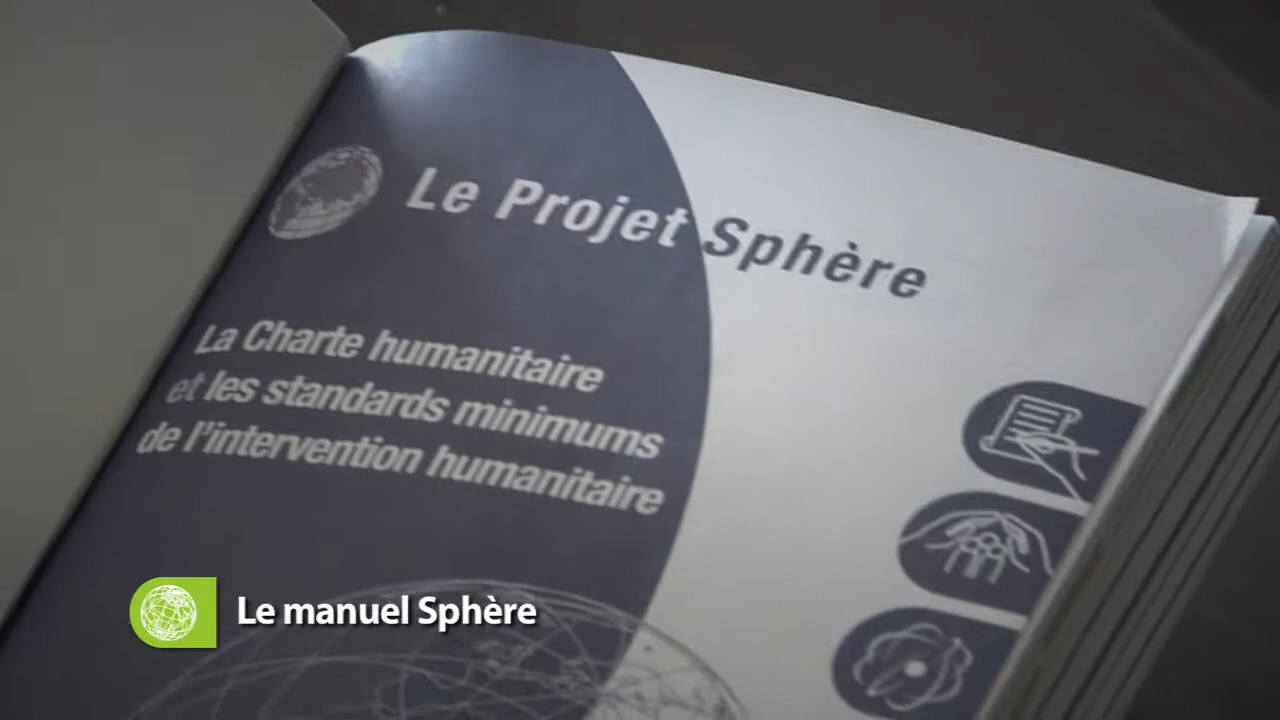 Le Projet Sphère
La Charte humanitaire
et les standards minimums
de l'intervention humanitaire
Le manuel Sphère